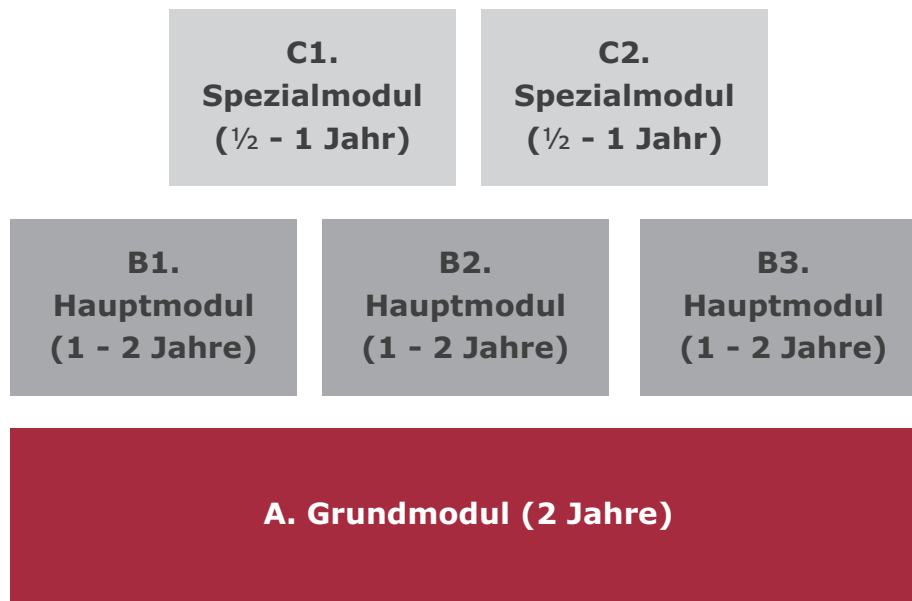 C1.
Spezialmodul
(½ - 1 Jahr)
C2.
Spezialmodul
(½ - 1 Jahr)
B1.
Hauptmodul
(1 - 2 Jahre)
B2.
Hauptmodul
(1 - 2 Jahre)
B3.
Hauptmodul
(1 - 2 Jahre)
A. Grundmodul (2 Jahre)